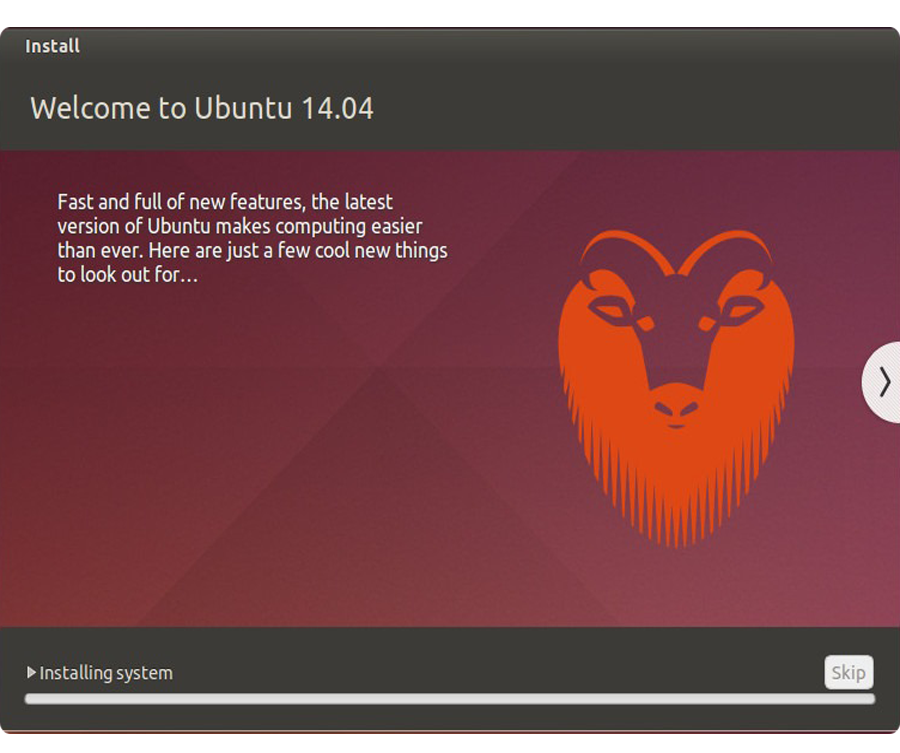 Install
Welcome to Ubuntu 14.04
Fast and full of new features, the latest
version of Ubuntu makes computing easier
than ever. Here are just a few cool new things
to look out for…
Installing system
Skip